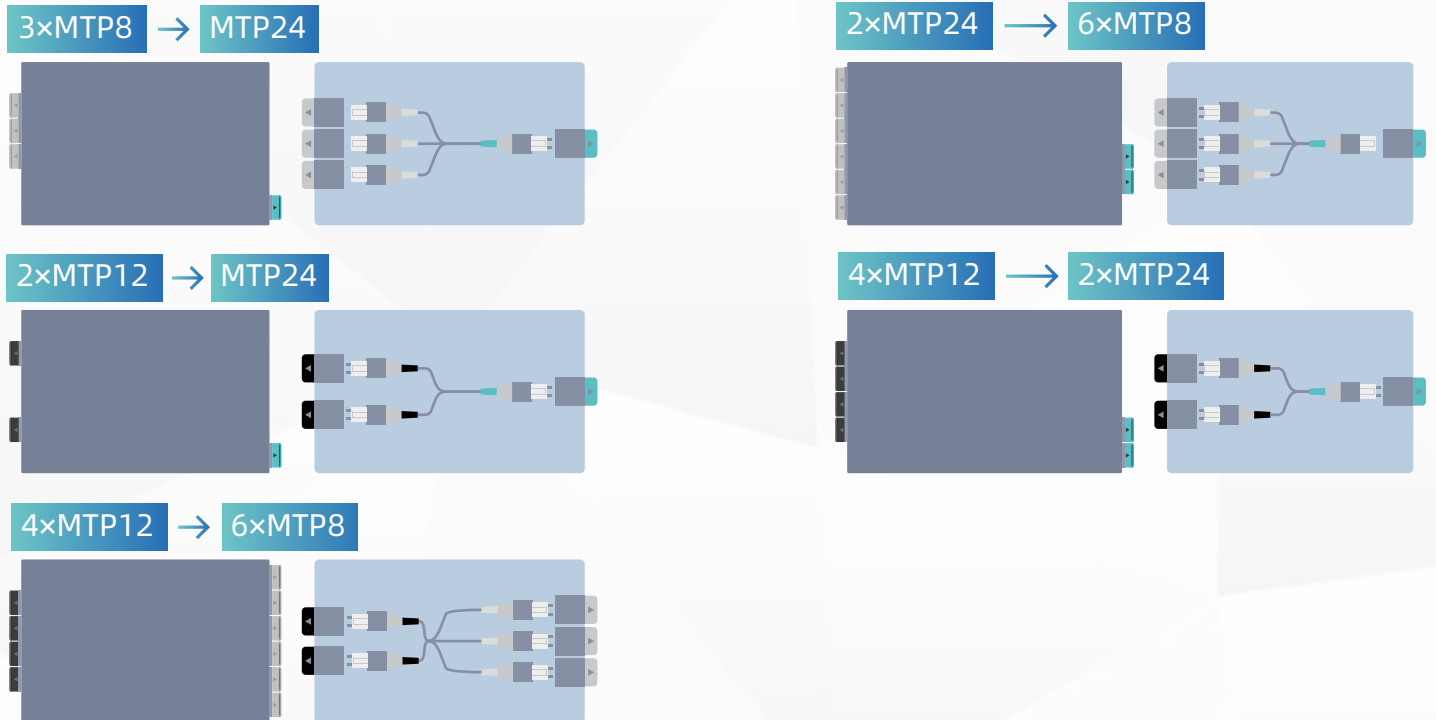 3×MTP8 → MTP24
2×MTP24 → 6×MTP8
2×MTP12 → MTP24
4×MTP12 → 2×MTP24
4×MTP12 → 6×MTP8